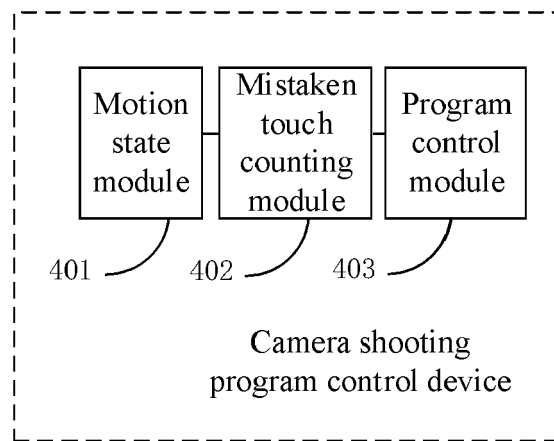 Motion
state
module
Mistaken
touch
counting
module
Program
control
module
401
402
403
Camera shooting
program control device